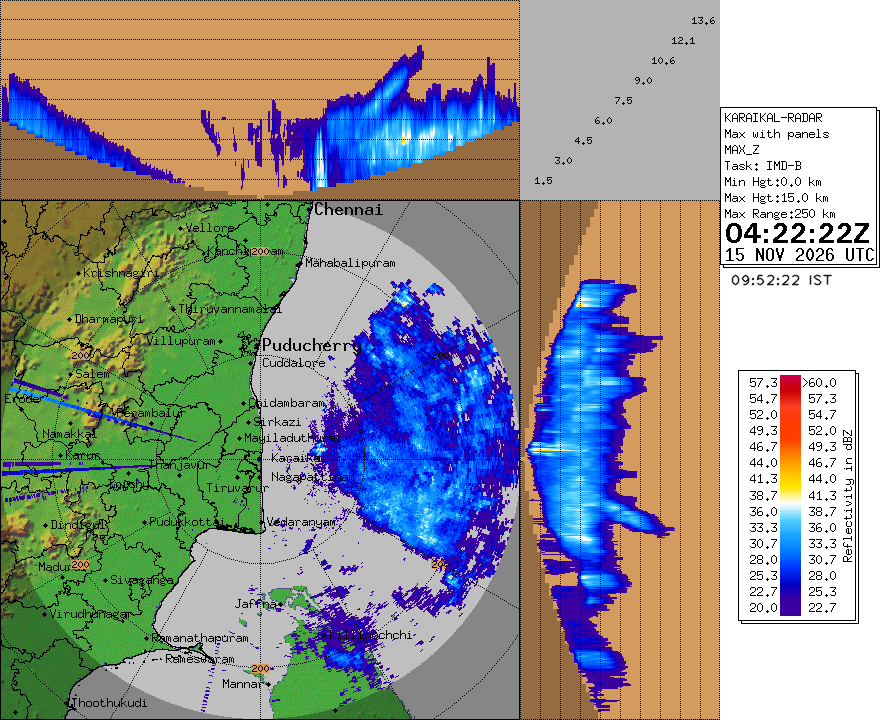 13.6
12.1
10.6
9.0
7.5
6.0
4.5
3.0
1.5
KARAIKAL-RADAR
Max with panels
MAX_Z
Task: IMD-B
Min Hgt:0.0 km
Max Hgt:15.0 km
Max Range:250 km
04:22:22Z
15 NOV 2026 UTC
09:52:22 IST
Chennai
Vellore
200
Mahabalipuram
Krishnagiri
Thiruvannamalai
Dharmapuri
Villupuram
Puducherry
200
200
Cuddalore
Salem
Erode
Perambalur
Chidambaram
Sirkazi
Namakkal
Karur
Thanjavur
Karaikal
Nagapattinam
Tiruvarur
Pudukkottai
Vedaranyam
Dindigul
200
200
Sivaganga
Jaffna
Virudhunagar
Ramanathapuram
Rameswaram
200
Mannar
Thoothukudi
57.3 >60.0
54.7 57.3
52.0 54.7
49.3 52.0
46.7 49.3
44.0 46.7
41.3 44.0
38.7 41.3
36.0 38.7
33.3 36.0
30.7 33.3
28.0 30.7
25.3 28.0
22.7 25.3
20.0 22.7
Reflectivity in dBZ